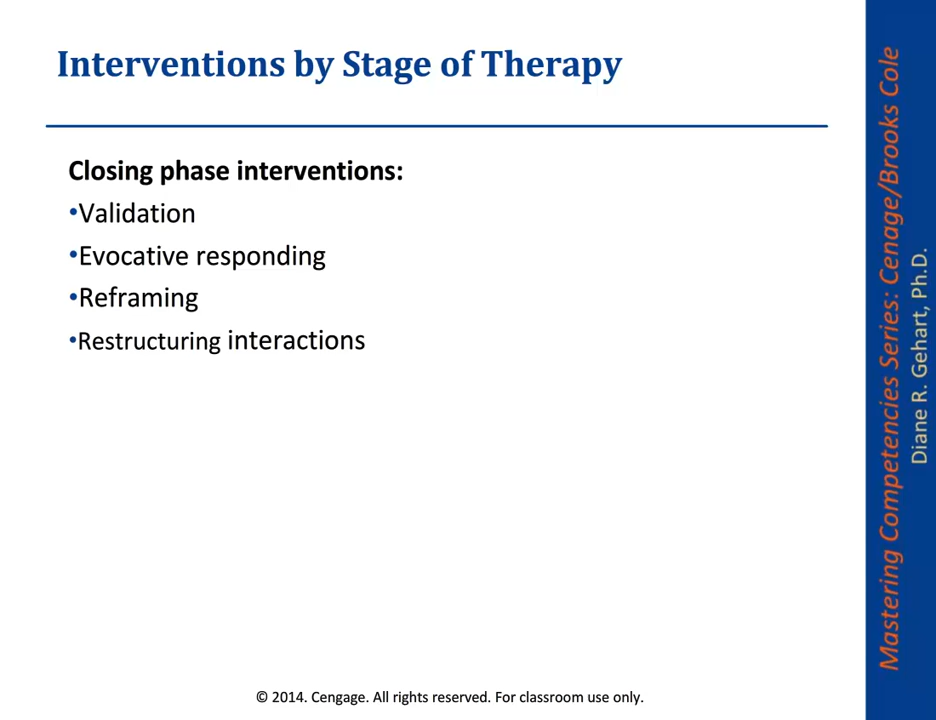 Interventions by Stage of Therapy
Closing phase interventions:
•Validation
•Evocative responding
•Reframing
•Restructuring interactions
© 2014. Cengage. All rights reserved. For classroom use only.
Mastering Competencies Series: Cenage/Brooks Cole
Diane R. Gehart, Ph.D.